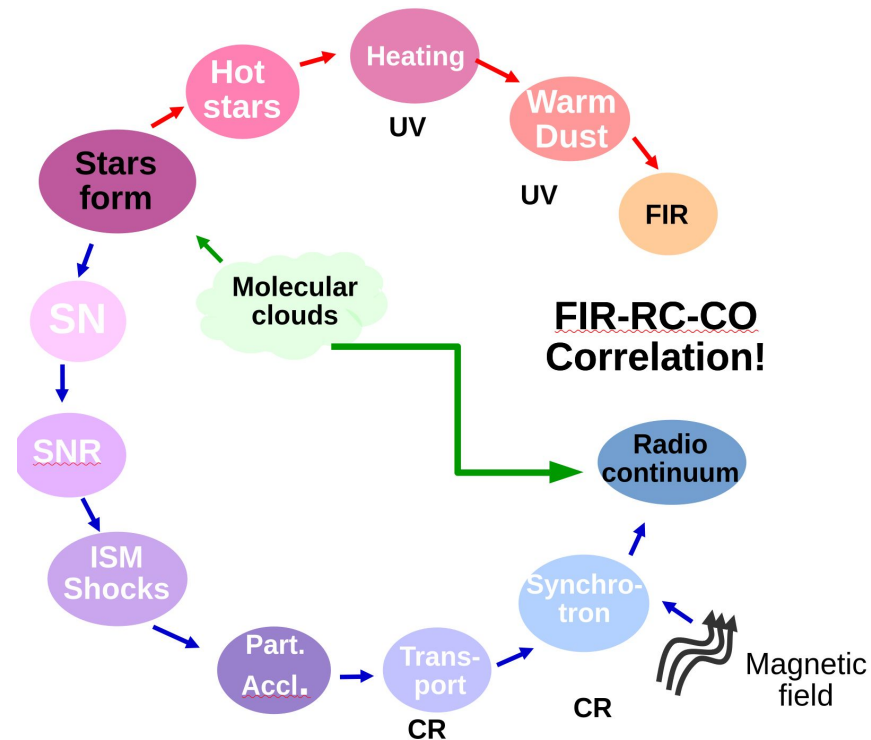 Hot
stars
Heating
UV
Warm
Dust
UV
FIR
Stars
form
Molecular
clouds
FIR-RC-CO
Correlation!
SN
SNR
ISM
Shocks
Part.
Accl.
Trans-
port
CR
Synchro-
tron
CR
Radio
continuum
Magnetic
field